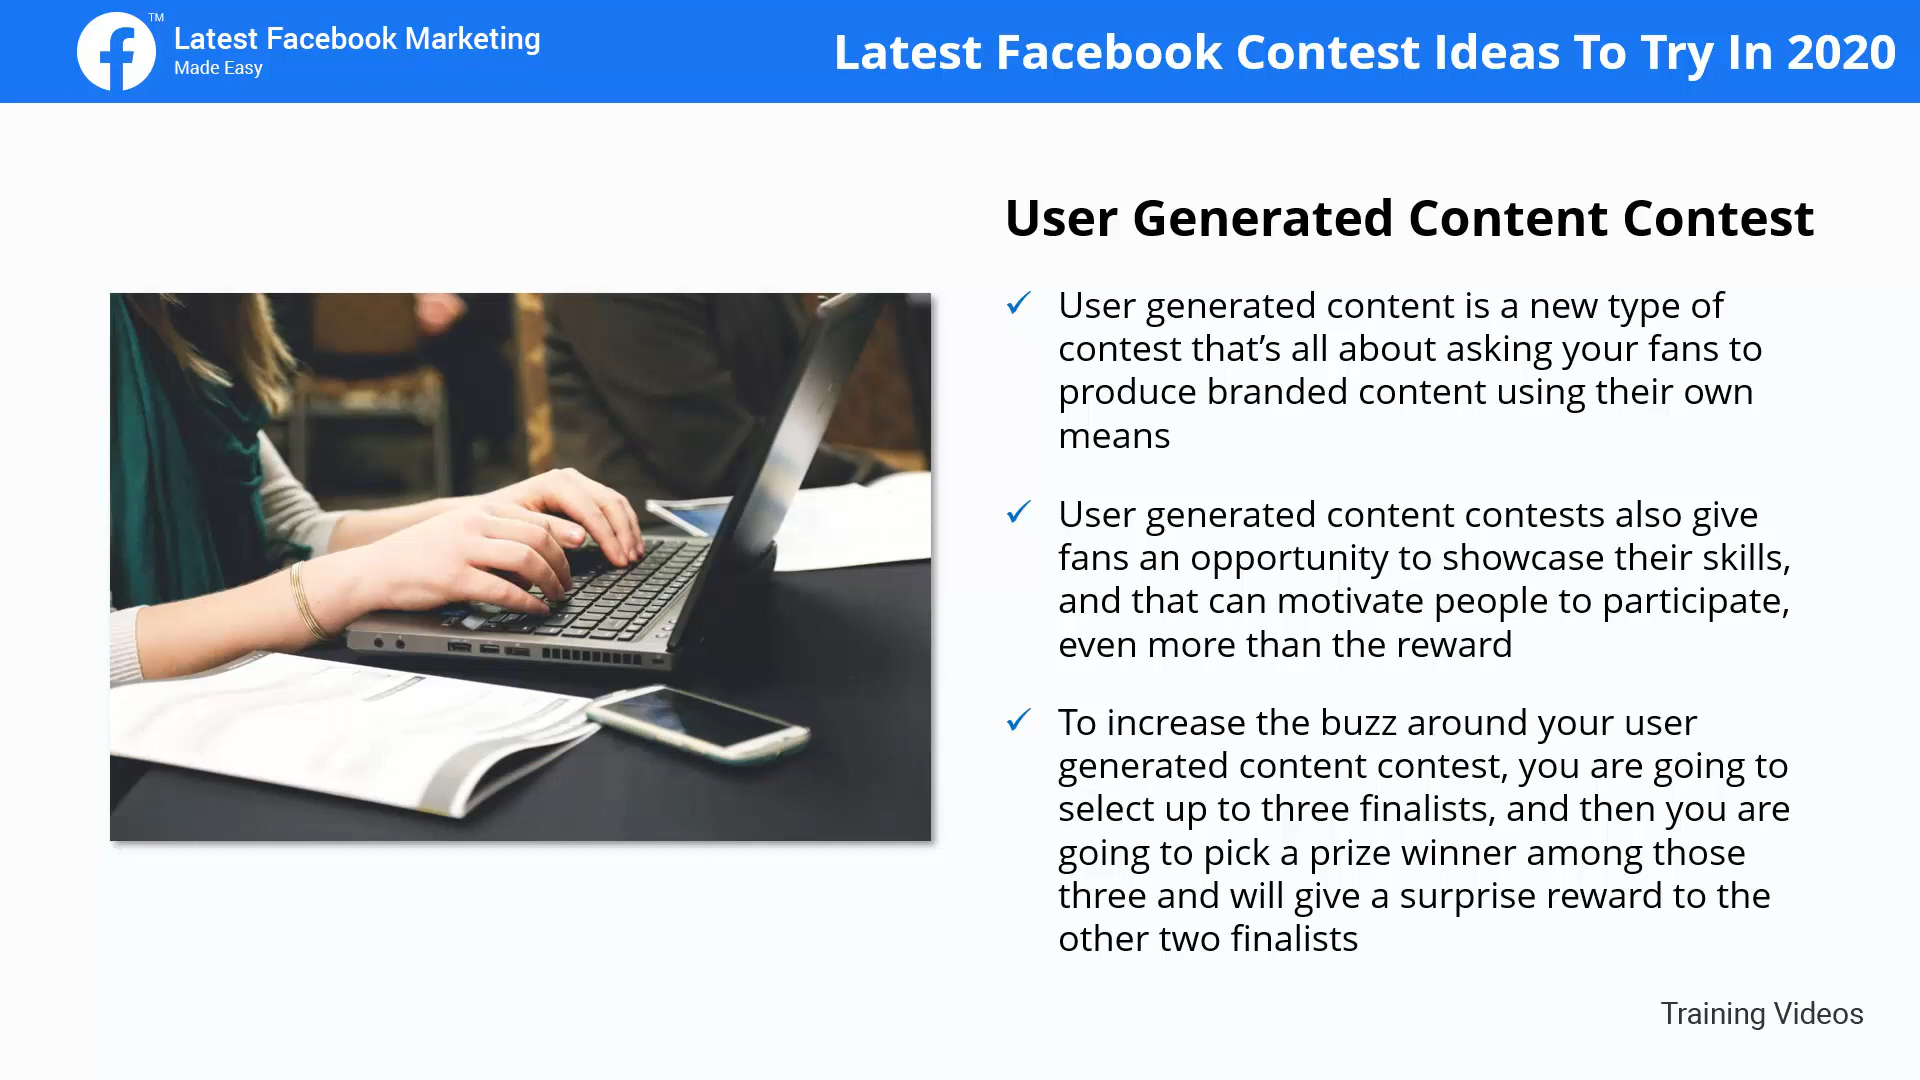 TM
Latest Facebook Marketing
Made Easy
Latest Facebook Contest Ideas To Try In 2020
User Generated Content Contest
✓ User generated content is a new type of
contest that’s all about asking your fans to
produce branded content using their own
means
✓ User generated content contests also give
fans an opportunity to showcase their skills,
and that can motivate people to participate,
even more than the reward
✓ To increase the buzz around your user
generated content contest, you are going to
select up to three finalists, and then you are
going to pick a prize winner among those
three and will give a surprise reward to the
other two finalists
Training Videos